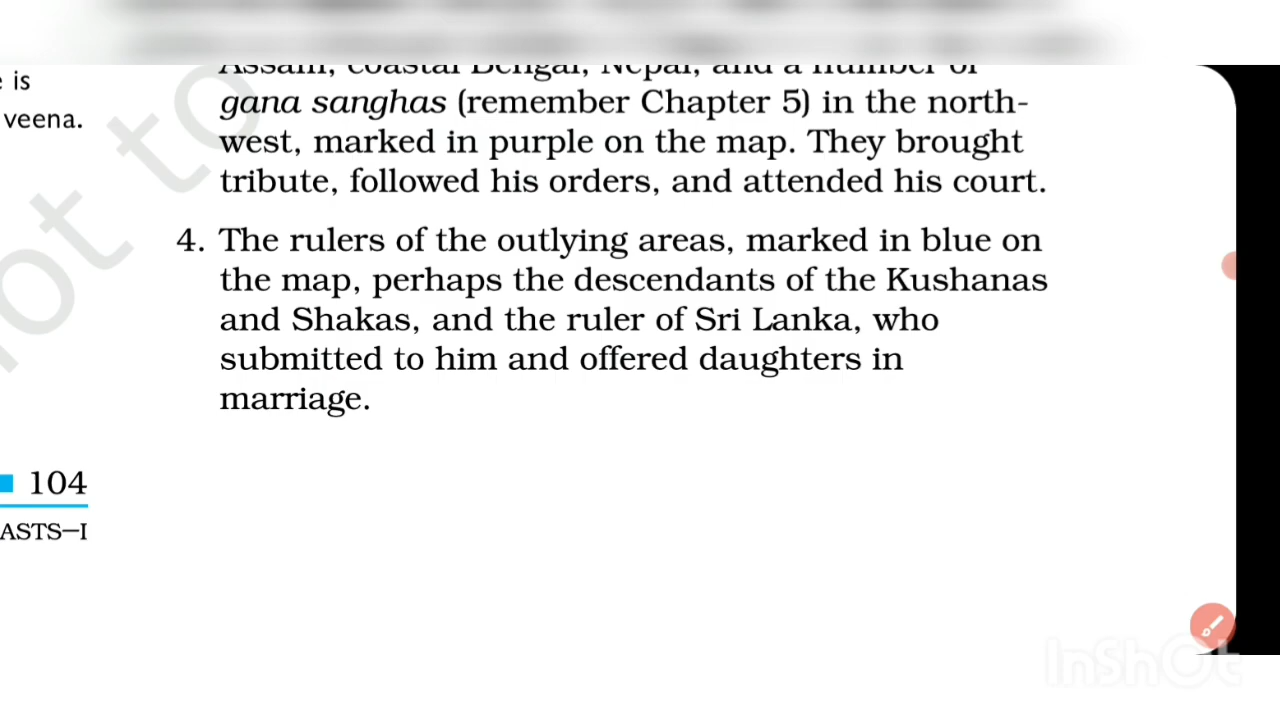 e is
veena.
Assam, coastal Bengal, Nepal, and a number of
gana sanghas (remember Chapter 5) in the north-
west, marked in purple on the map. They brought
tribute, followed his orders, and attended his court.
4. The rulers of the outlying areas, marked in blue on
the map, perhaps the descendants of the Kushanas
and Shakas, and the ruler of Sri Lanka, who
submitted to him and offered daughters in
marriage.
104
ASTS—I
not to
InShOt